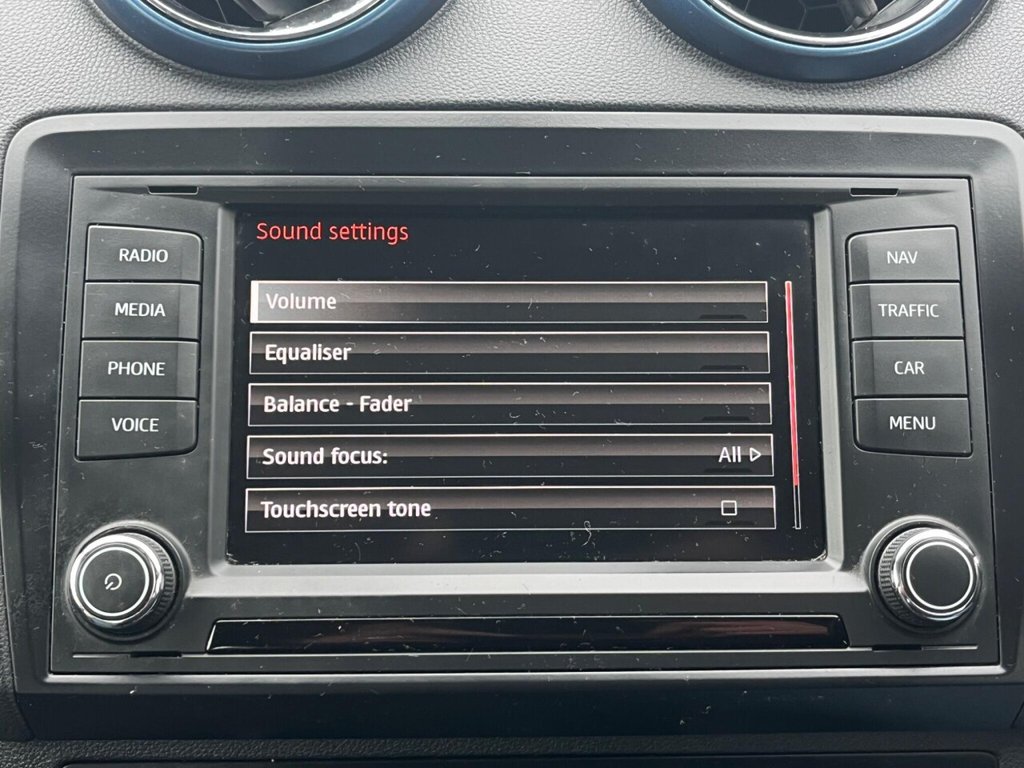 Sound settings
RADIO
MEDIA
PHONE
VOICE
Volume
Equaliser
Balance - Fader
Sound focus: All
Touchscreen tone
NAV
TRAFFIC
CAR
MENU